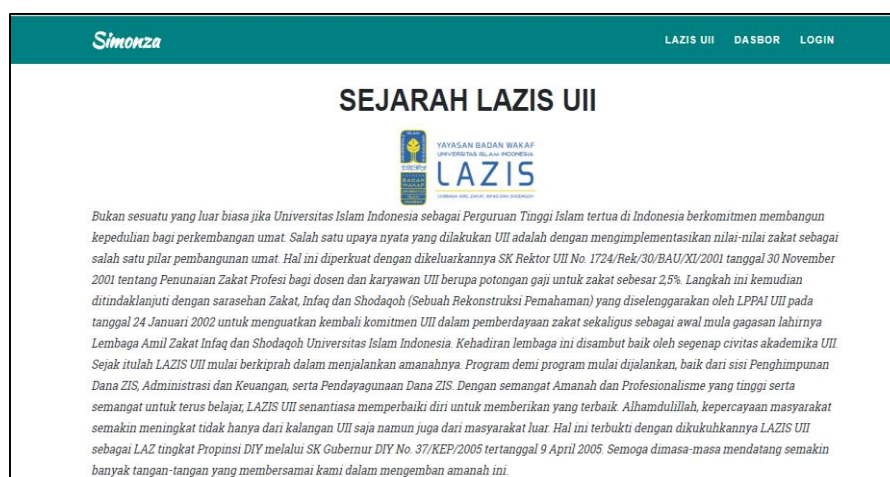 Simonza
LAZIS UII DASBOR LOGIN
SEJARAH LAZIS UII
YAYASAN BADAN WAKAF
UNIVERSITAS ISLAM INDONESIA
LAZIS
LEMBAGA AMIL ZAKAT, INFAQ DAN SHODAQOH
BADAN
WAKAF
Bukan sesuatu yang luar biasa jika Universitas Islam Indonesia sebagai Perguruan Tinggi Islam tertua di Indonesia berkomitmen membangun
kepedulian bagi perkembangan umat. Salah satu upaya nyata yang dilakukan UII adalah dengan mengimplementasikan nilai-nilai zakat sebagai
salah satu pilar pembangunan umat. Hal ini diperkuat dengan dikeluarkannya SK Rektor UII No. 1724/Rek/30/BAU/XI/2001 tanggal 30 November
2001 tentang Penunaian Zakat Profesi bagi dosen dan karyawan UII berupa potongan gaji untuk zakat sebesar 2,5%. Langkah ini kemudian
ditindaklanjuti dengan sarasehan Zakat, Infaq dan Shodaqoh (Sebuah Rekonstruksi Pemahaman) yang diselenggarakan oleh LPPAI UII pada
tanggal 24 Januari 2002 untuk menguatkan kembali komitmen UII dalam pemberdayaan zakat sekaligus sebagai awal mula gagasan lahirnya
Lembaga Amil Zakat Infaq dan Shodaqoh Universitas Islam Indonesia. Kehadiran lembaga ini disambut baik oleh segenap civitas akademika UII.
Sejak itulah LAZIS UII mulai berkiprah dalam menjalankan amanahnya. Program demi program mulai dijalankan, baik dari sisi Penghimpunan
Dana ZIS, Administrasi dan Keuangan, serta Pendayagunaan Dana ZIS. Dengan semangat Amanah dan Profesionalisme yang tinggi serta
semangat untuk terus belajar, LAZIS UII senantiasa memperbaiki diri untuk memberikan yang terbaik. Alhamdulillah, kepercayaan masyarakat
semakin meningkat tidak hanya dari kalangan UII saja namun juga dari masyarakat luar. Hal ini terbukti dengan dikukuhkannya LAZIS UII
sebagai LAZ tingkat Propinsi DIY melalui SK Gubernur DIY No. 37/KEP/2005 tertanggal 9 April 2005. Semoga dimasa-masa mendatang semakin
banyak tangan-tangan yang membersamai kami dalam mengemban amanah ini.